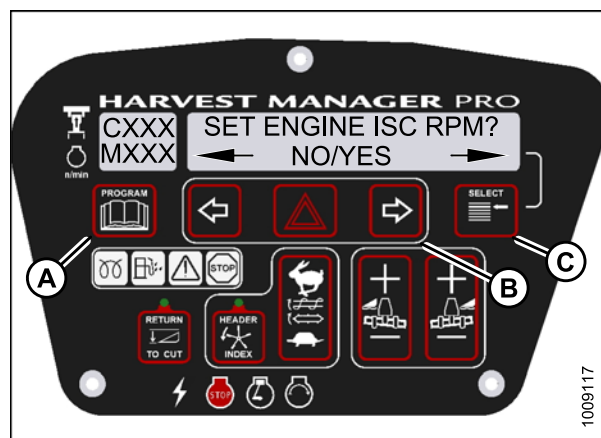 HARVEST MANAGER PRO
CXXX
MXXX
SET ENGINE ISC RPM?
NO/YES
n/min
PROGRAM
SELECT
A
B
C
STOP
RETURN
TO CUT
HEADER
INDEX
STOP
1009117